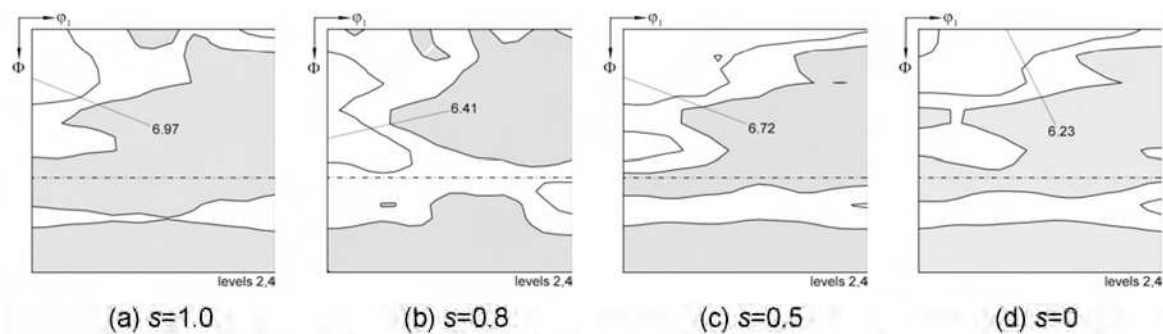 φ₁
Φ
6.97
levels 2,4
(a) s=1.0
φ₁
Φ
6.41
levels 2,4
(b) s=0.8
φ₁
Φ
6.72
levels 2,4
(c) s=0,5
φ₁
Φ
6.23
levels 2,4
(d) s=0